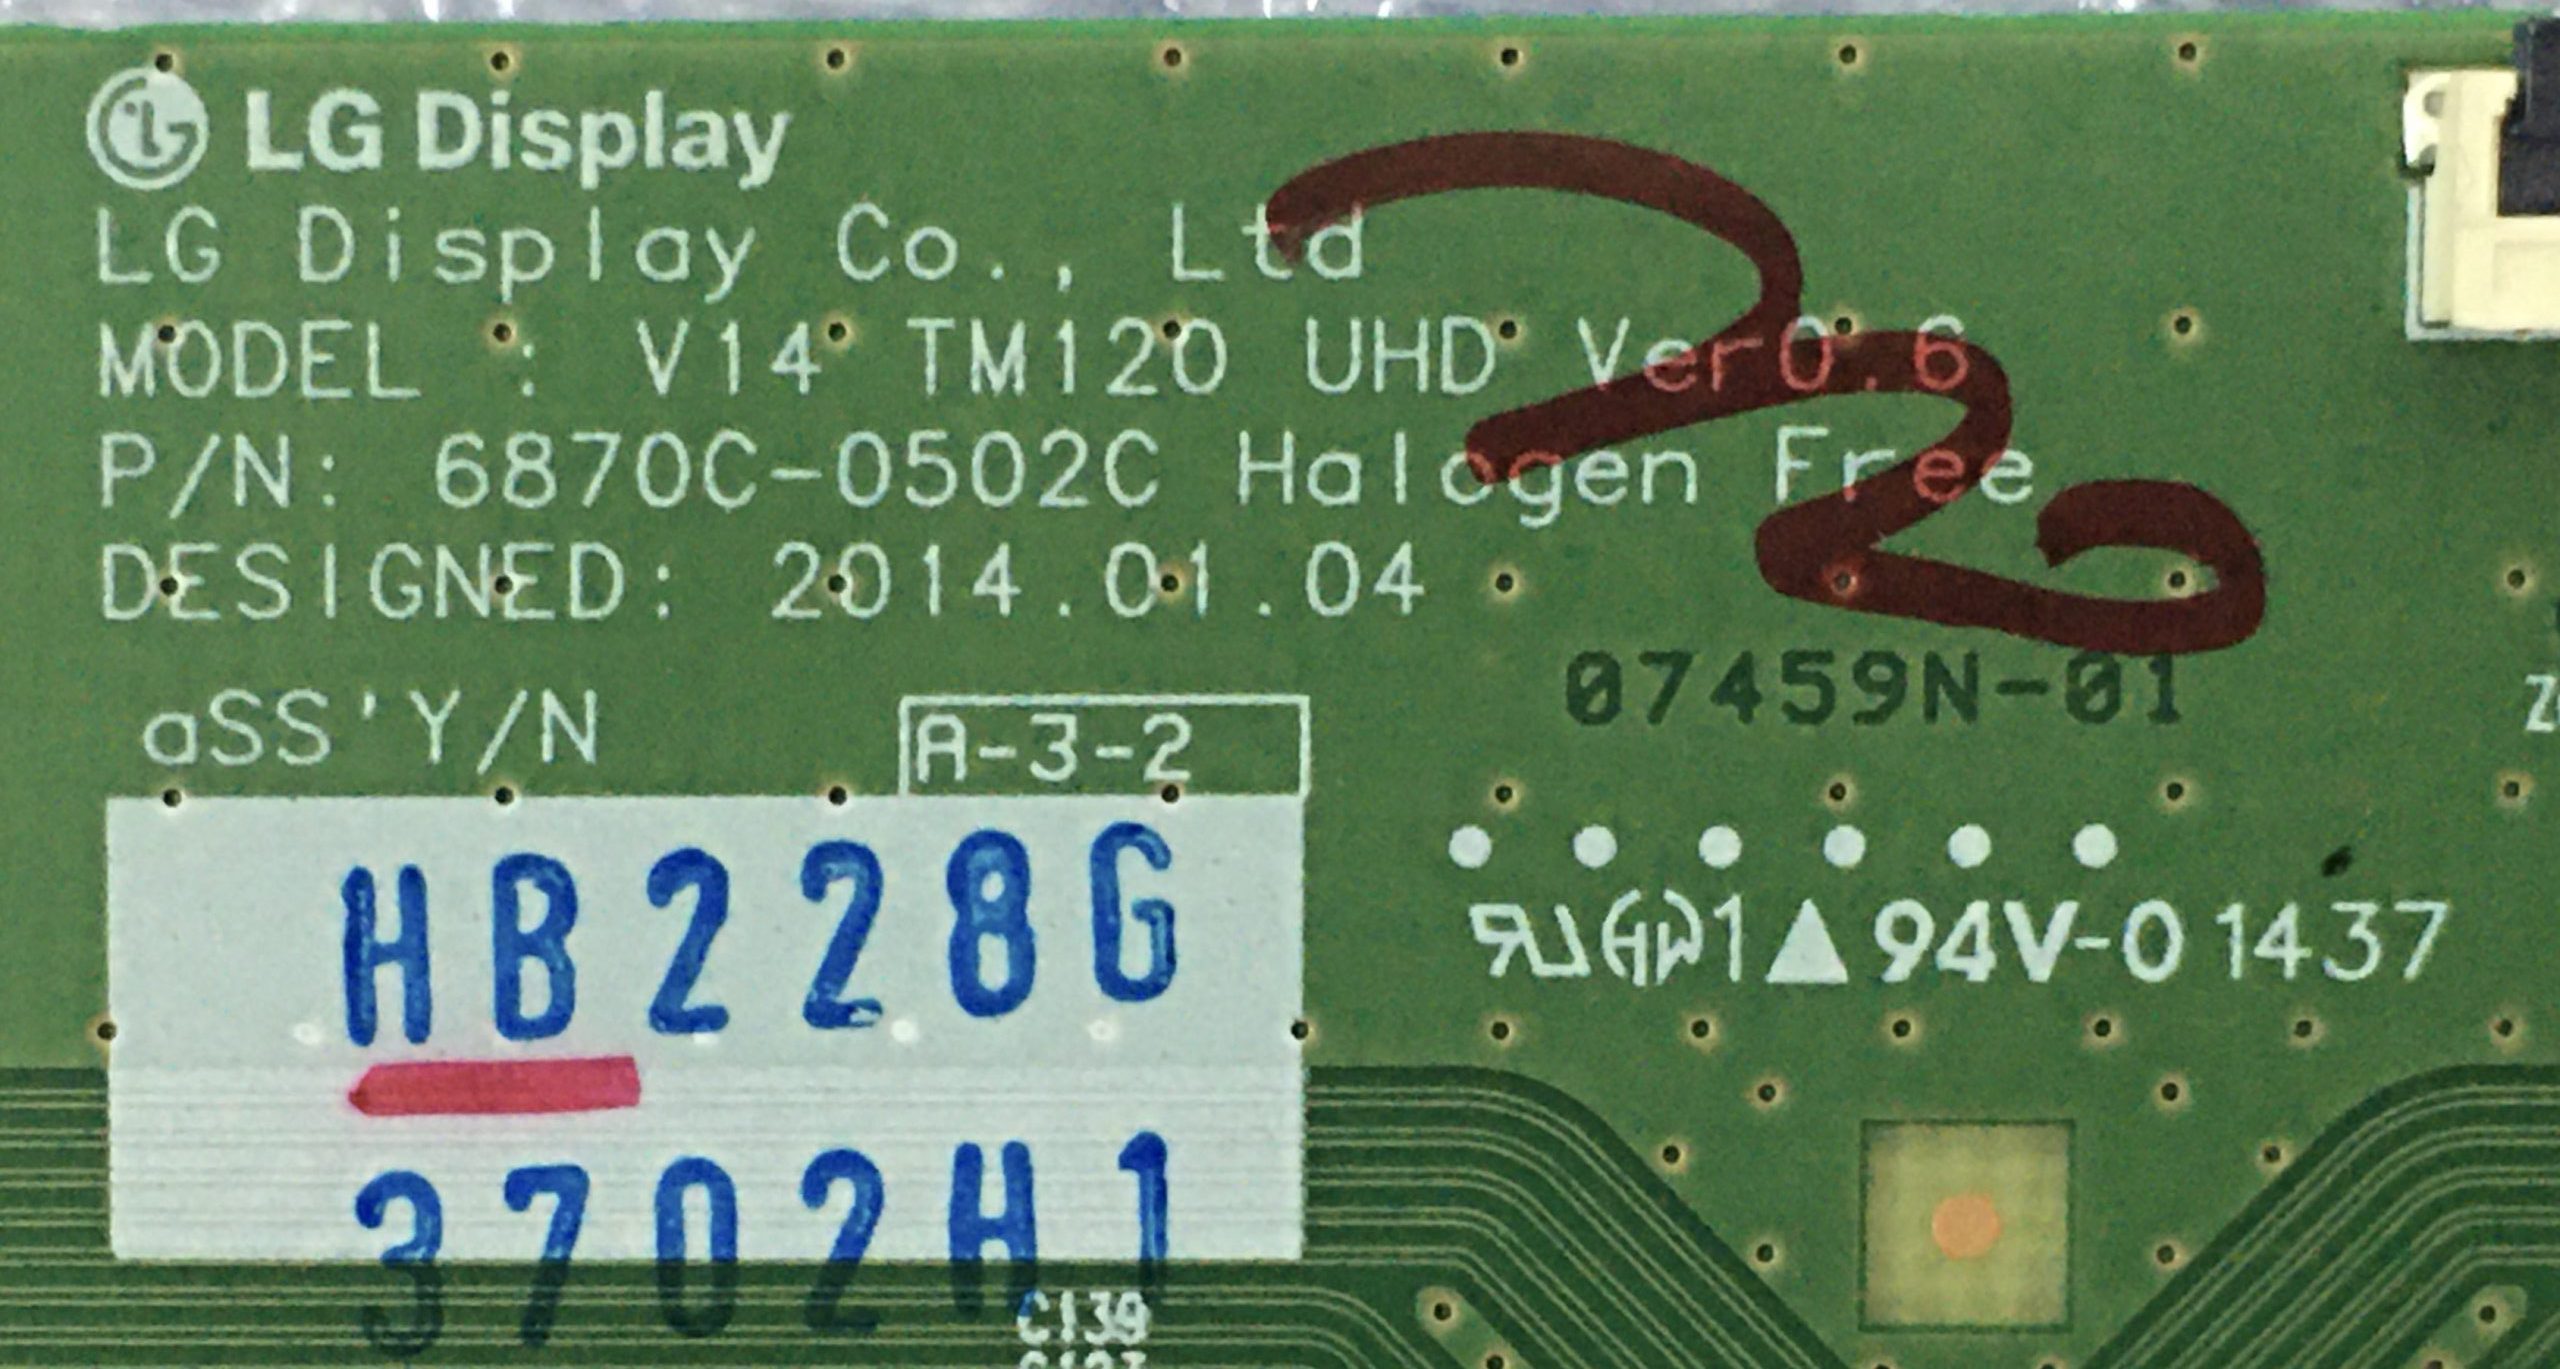 LG Display
LG Display Co., Ltd
MODEL : V14 TM120 UHD Ver0.6
P/N: 6870C-0502C Halogen Free
DESIGNED: 2014.01.04
07459N-01
aSS'Y/N
A-3-2
HB228G
94V-0 1437
3702H1